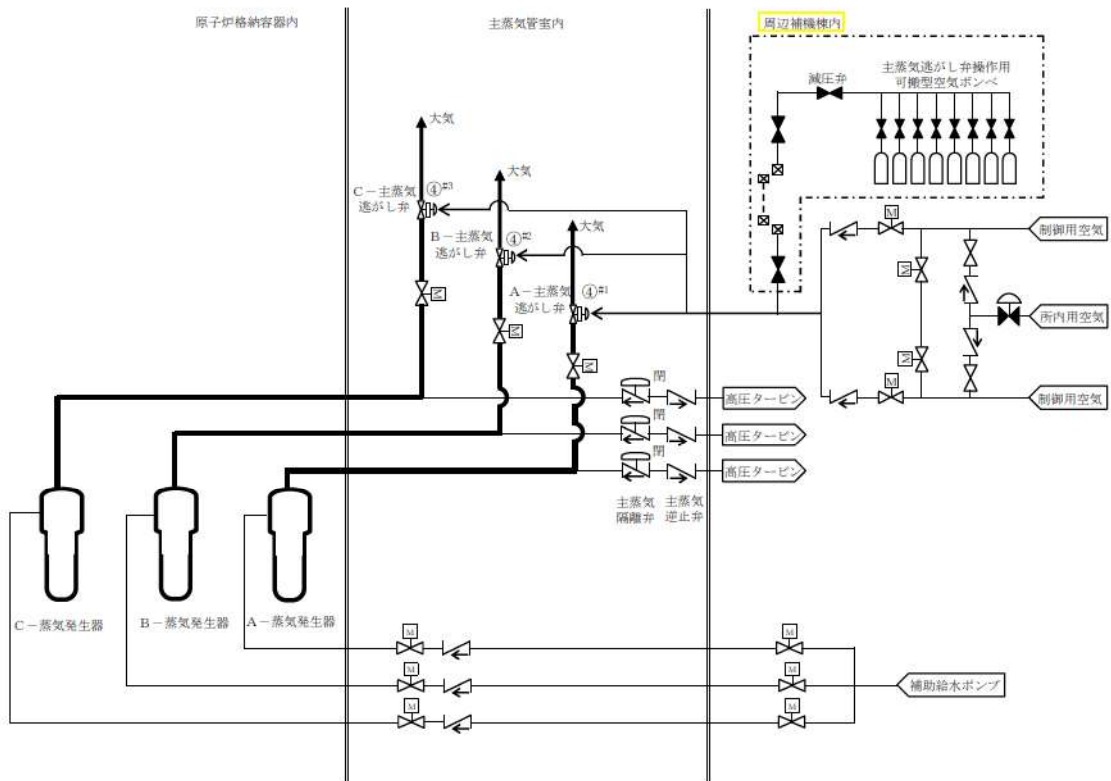 原子炉格納容器内
主蒸気管室内
周辺補機棟内
主蒸気逃がし弁操作用
可搬型空気ボンベ
減圧弁
大気
大気
大気
C－主蒸気
逃がし弁
④#3
B－主蒸気
逃がし弁
④#2
A－主蒸気
逃がし弁
④#1
M
M
M
M
M
M
M
制御用空気
所内用空気
制御用空気
閉
閉
閉
高圧タービン
高圧タービン
高圧タービン
主蒸気
隔離弁
主蒸気
逆止弁
C－蒸気発生器
B－蒸気発生器
A－蒸気発生器
M
M
M
M
M
M
補助給水ポンプ